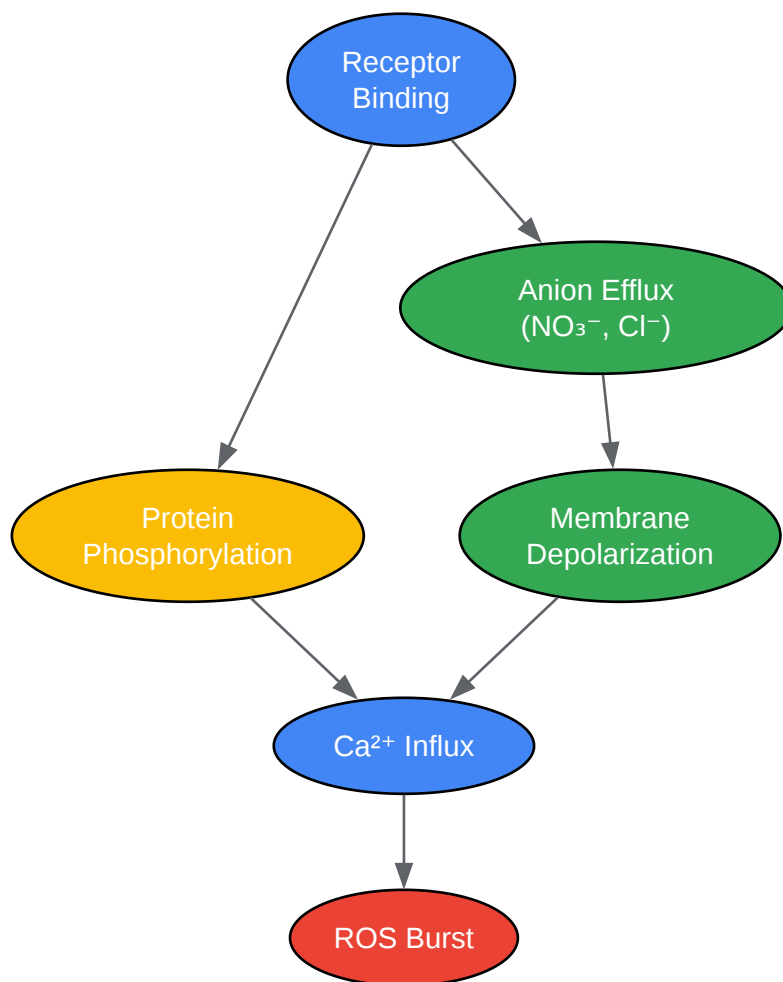 Receptor
Binding
Anion Efflux
(NO₃⁻, Cl⁻)
Protein
Phosphorylation
Membrane
Depolarization
Ca²⁺ Influx
ROS Burst